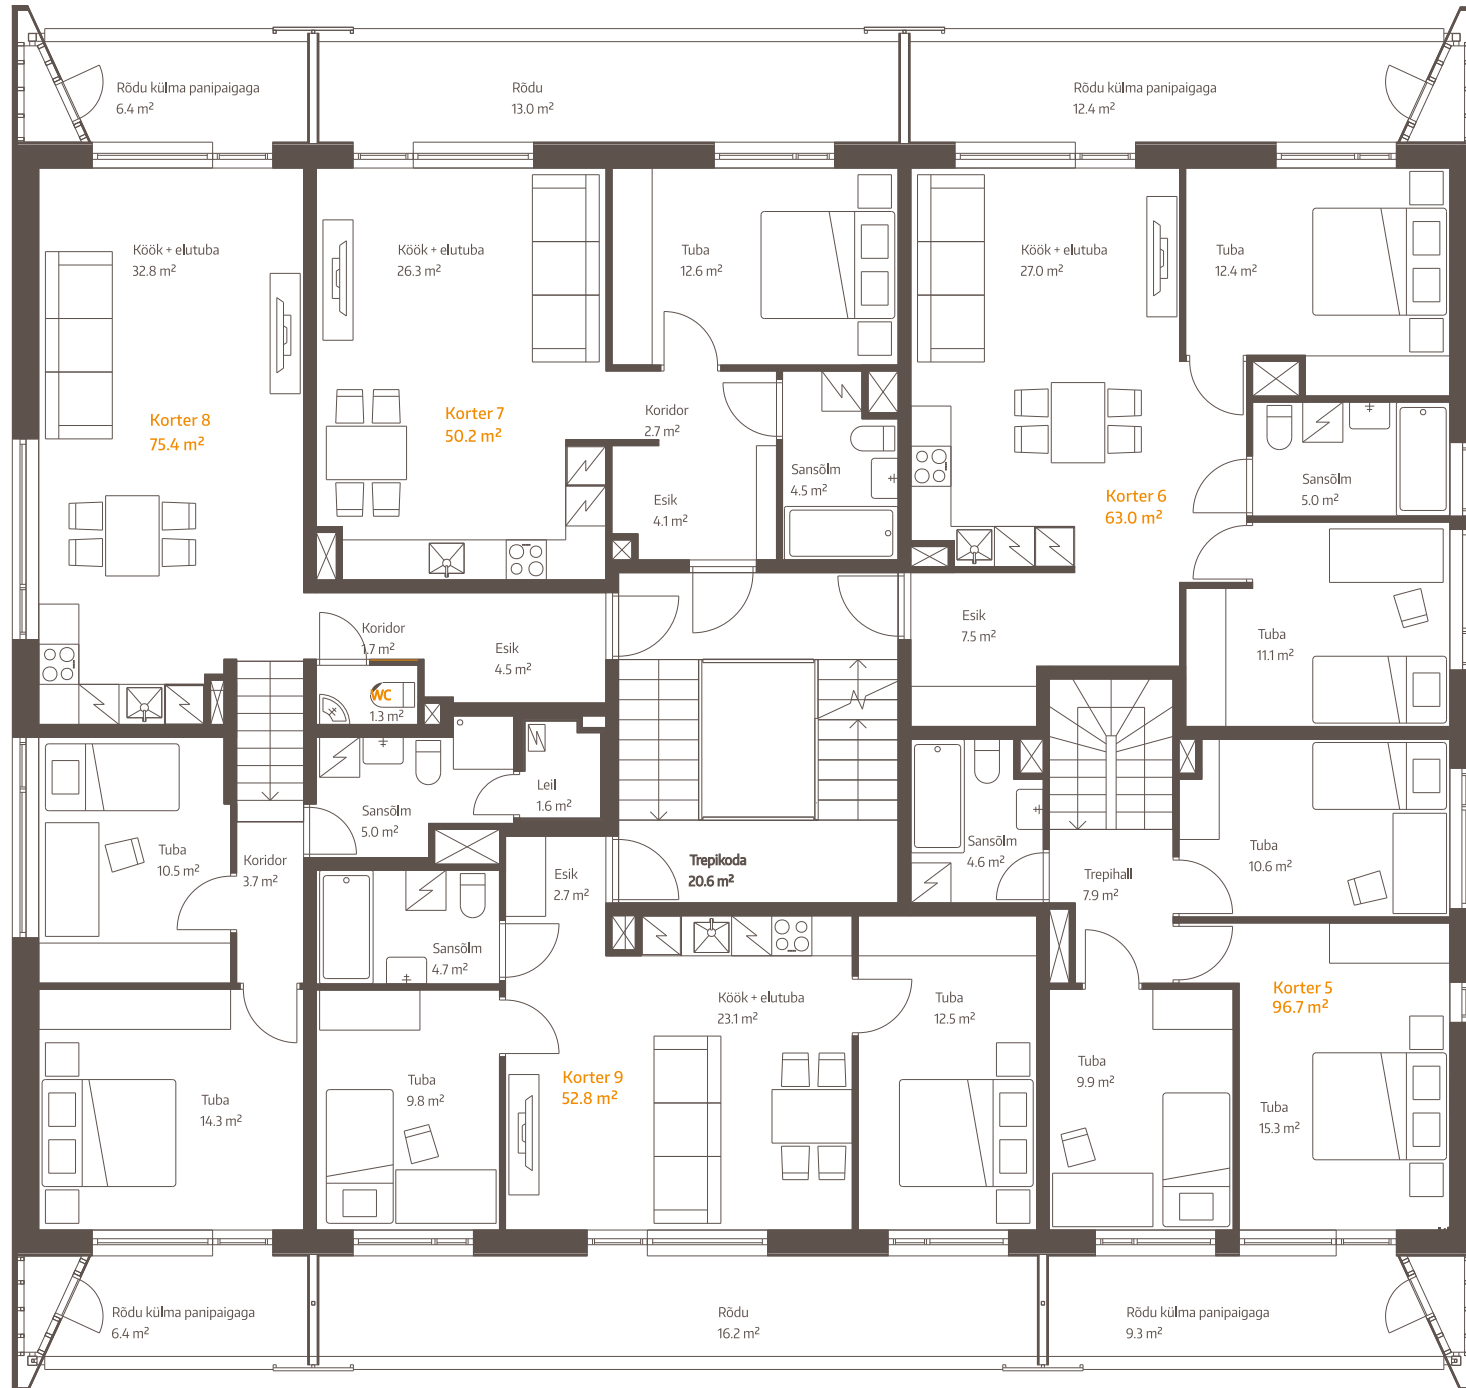 Rõdu külma panipaigaga
6.4 m²
Rõdu
13.0 m²
Rõdu külma panipaigaga
12.4 m²
Köök + elutuba
32.8 m²
Köök + elutuba
26.3 m²
Tuba
12.6 m²
Köök + elutuba
27.0 m²
Tuba
12.4 m²
Korter 8
75.4 m²
Korter 7
50.2 m²
Koridor
2.7 m²
Sansõlm
4.5 m²
Esik
4.1 m²
Korter 6
63.0 m²
Sansõlm
5.0 m²
Koridor
1.7 m²
Esik
4.5 m²
Esik
7.5 m²
Tuba
11.1 m²
WC
1.3 m²
Leil
1.6 m²
Sansõlm
5.0 m²
Tuba
10.5 m²
Koridor
3.7 m²
Esik
2.7 m²
Trepikoda
20.6 m²
Sansõlm
4.6 m²
Trepihall
7.9 m²
Tuba
10.6 m²
Sansõlm
4.7 m²
Köök + elutuba
23.1 m²
Tuba
12.5 m²
Korter 5
96.7 m²
Tuba
14.3 m²
Tuba
9.8 m²
Korter 9
52.8 m²
Tuba
9.9 m²
Tuba
15.3 m²
Rõdu külma panipaigaga
6.4 m²
Rõdu
16.2 m²
Rõdu külma panipaigaga
9.3 m²